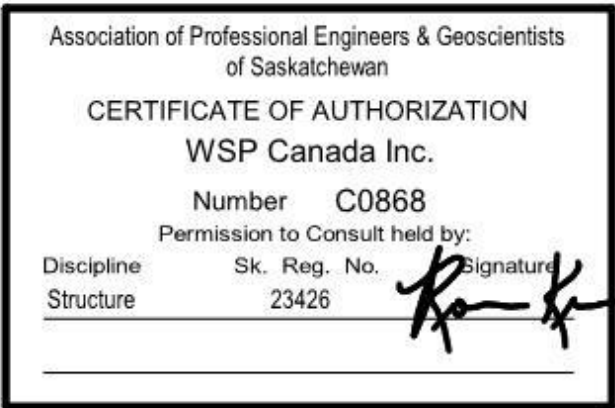 Association of Professional Engineers & Geoscientists
of Saskatchewan
CERTIFICATE OF AUTHORIZATION
WSP Canada Inc.
Number C0868
Permission to Consult held by:
Discipline Sk. Reg. No. Signature
Structure 23426